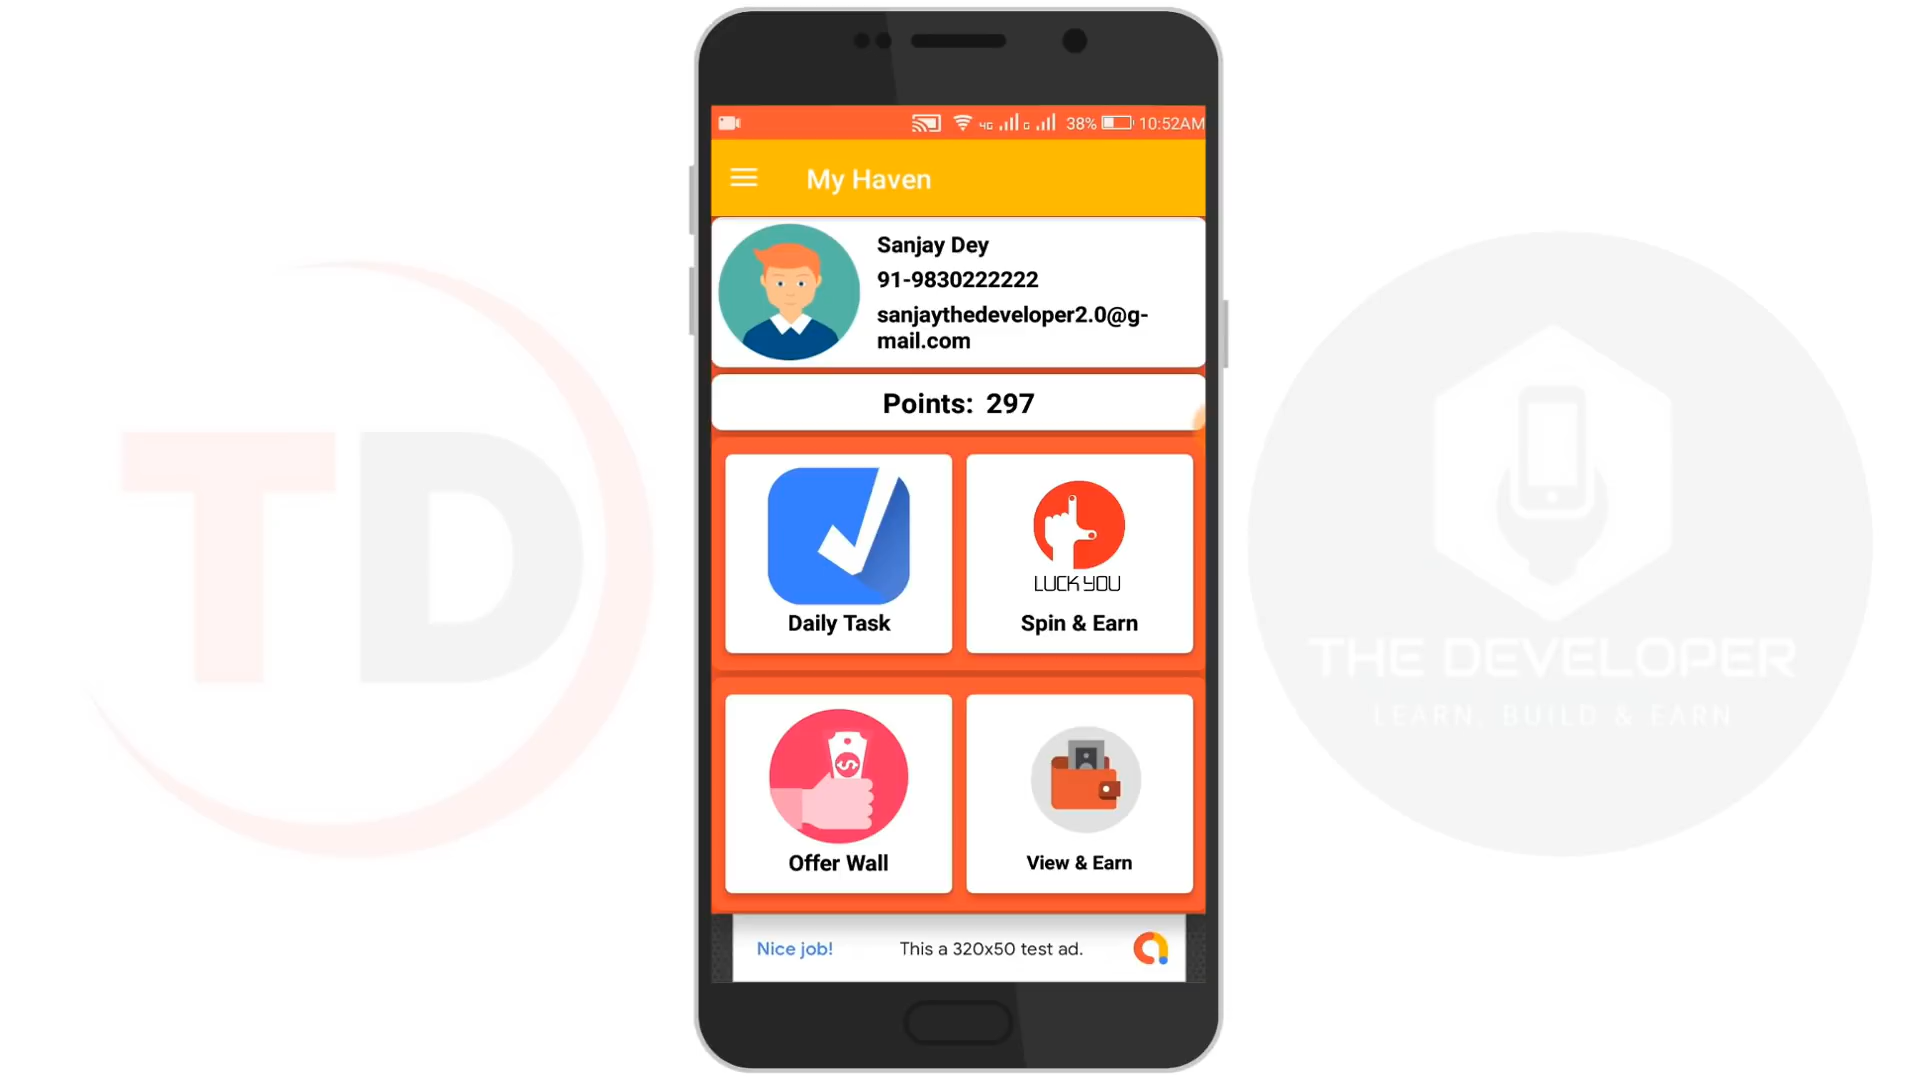 4G G 38% 10:52AM
My Haven
Sanjay Dey
91-9830222222
sanjaythedeveloper2.0@g-
mail.com
Points: 297
TD
LUCK YOU
Daily Task
Spin & Earn
THE DEVELOPER
LEARN, BUILD & EARN
Offer Wall
View & Earn
Nice job!
This a 320x50 test ad.